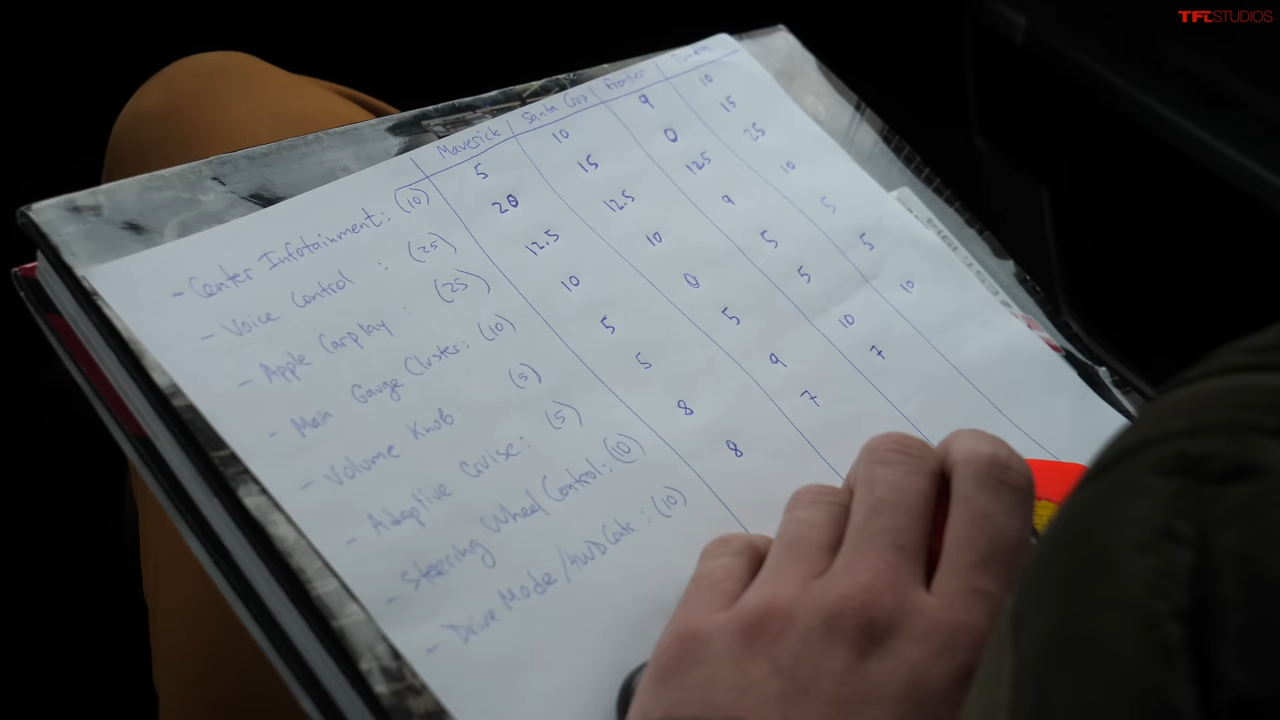 TFLSTUDIOS
Maverick Santa Cruz Frontier
- Center Infotainment: (10) 5 10 9 10
- Voice Control : (25) 20 15 0 15
- Apple Carplay : (25) 12.5 12.5 12.5 25
- Main Gauge Cluster: (10) 10 10 9 10
- Volume Knob: (5) 5 0 5 5
- Adaptive Cruise: (5) 5 5 5 5
- Steering Wheel Control: (10) 8 9 10 10
- Drive Mode/4WD : (10) 8 7 7